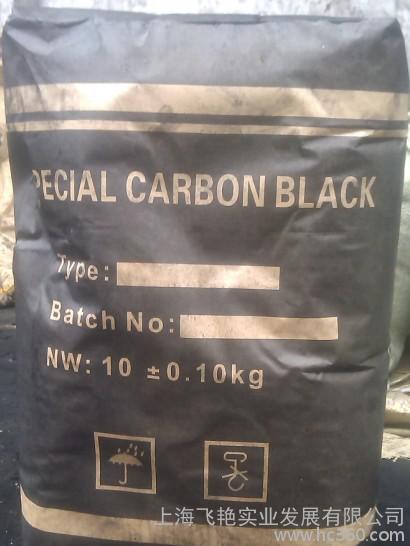 PECIAL CARBON BLACK
Type:
Batch No:
NW: 10 ±0.10kg
上海飞艳实业发展有限公司
www.hc360.com